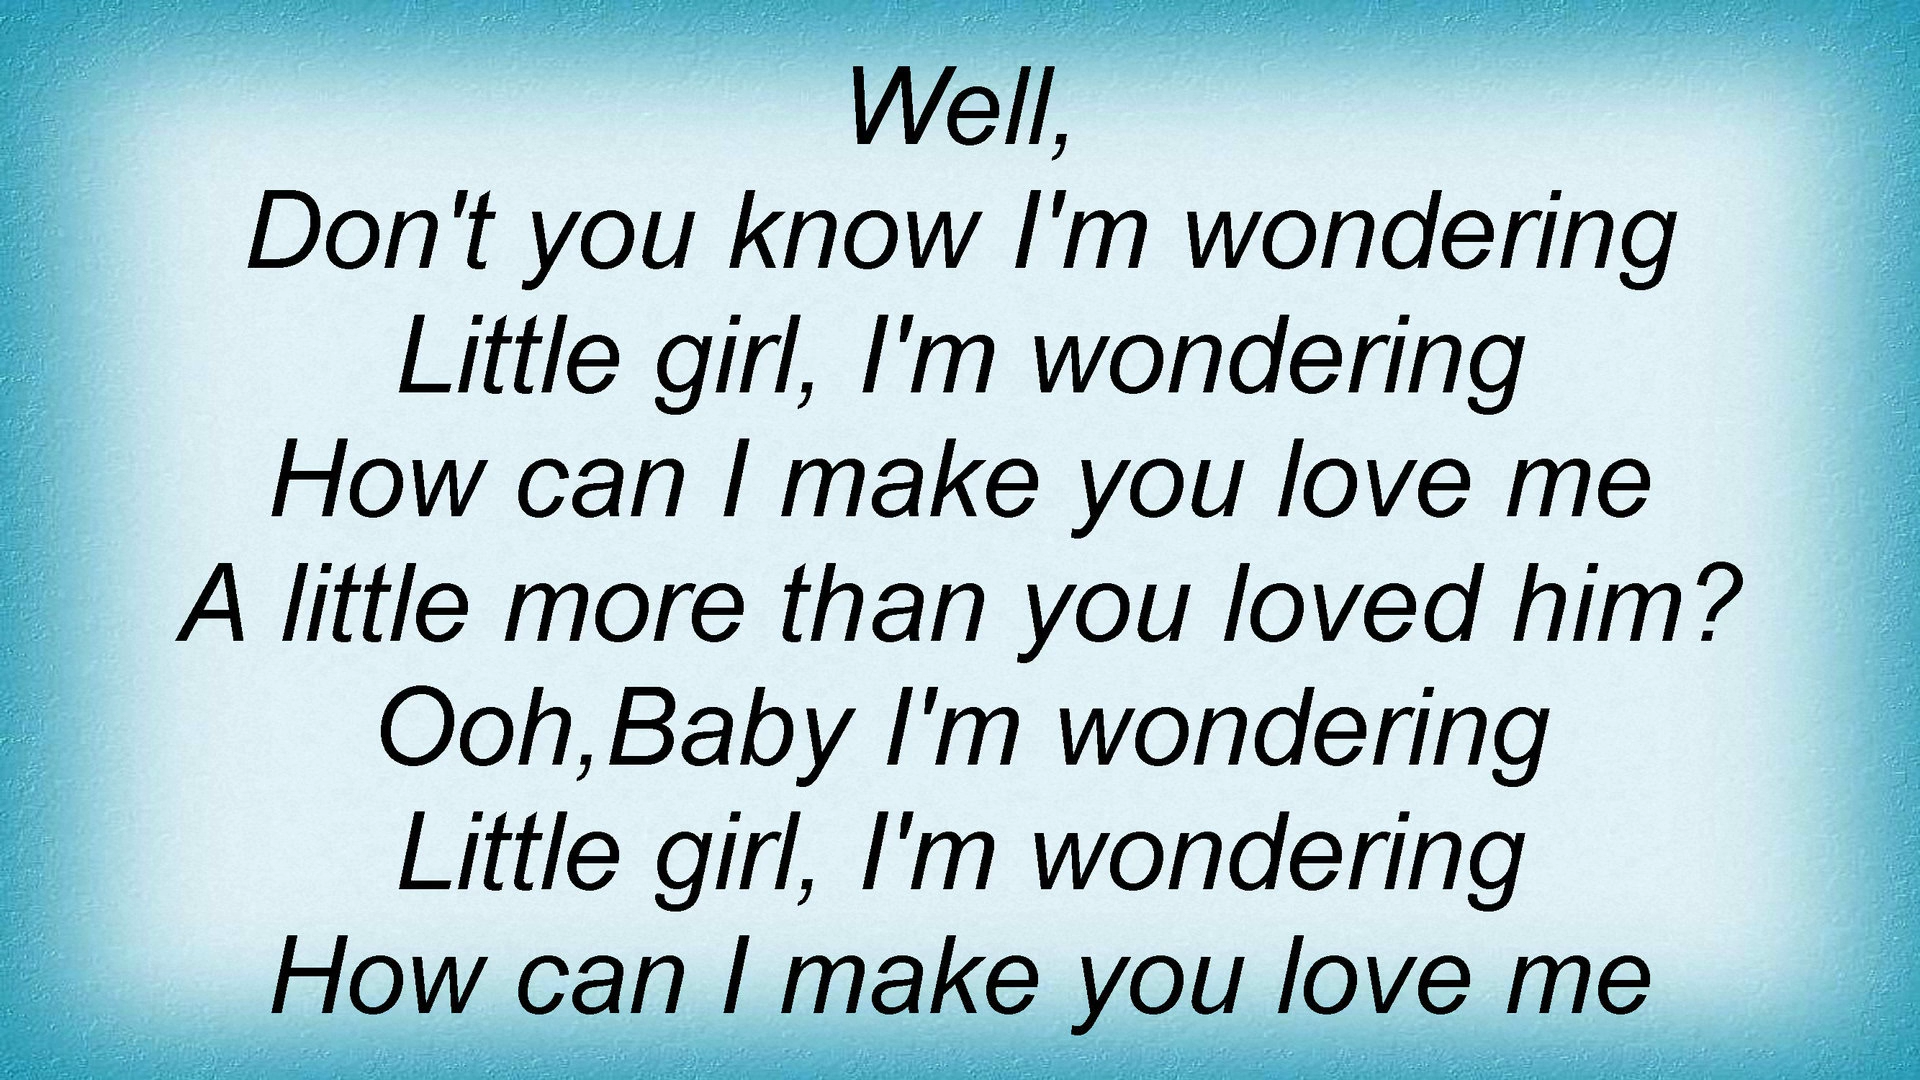 Well,
Don't you know I'm wondering
Little girl, I'm wondering
How can I make you love me
A little more than you loved him?
Ooh,Baby I'm wondering
Little girl, I'm wondering
How can I make you love me